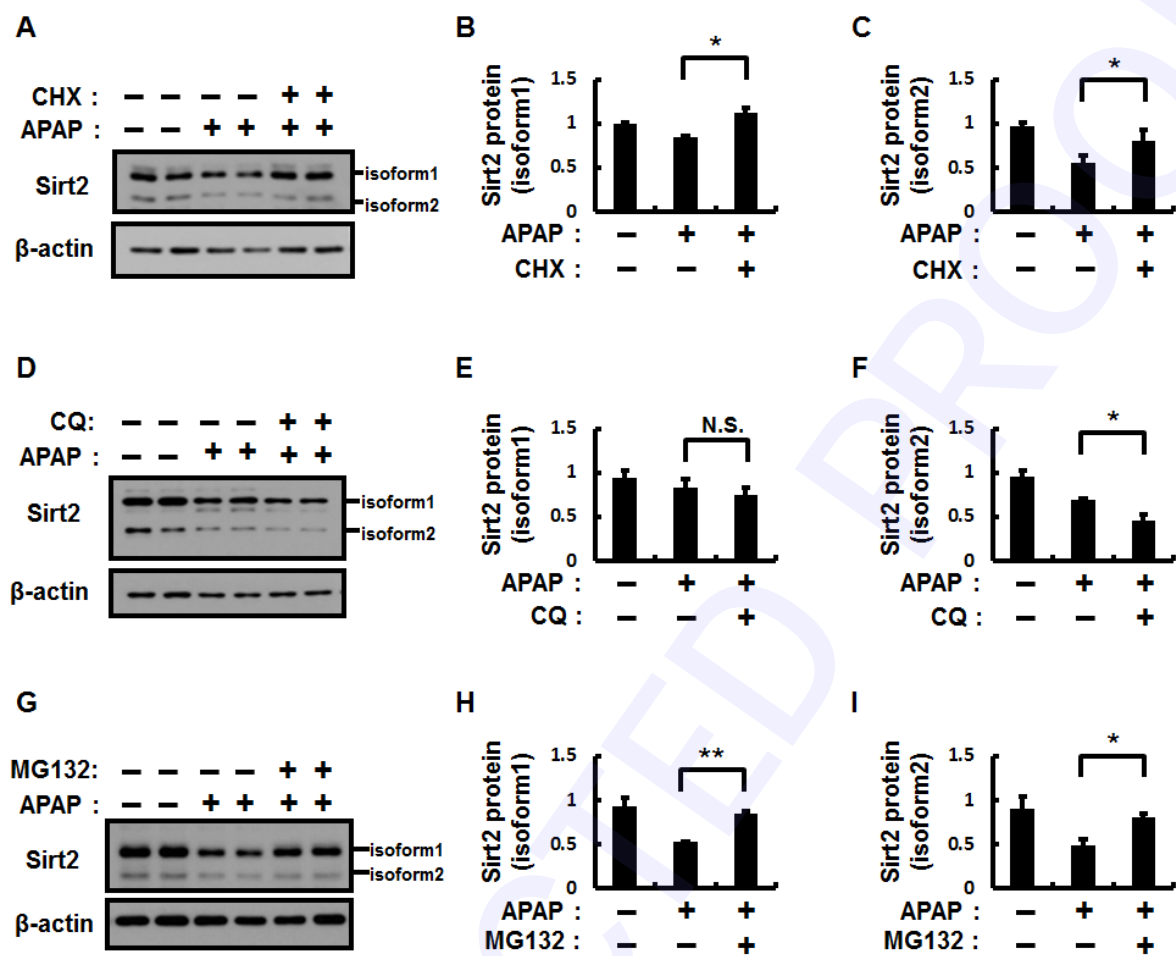 A
CHX : – – – – + +
APAP : – – + + + +
Sirt2
isoform1
isoform2
β-actin
B
*
Sirt2 protein
(isoform1)
1.5
1
0.5
0
APAP : – + +
CHX : – – +
C
*
Sirt2 protein
(isoform2)
1.5
1
0.5
0
APAP : – + +
CHX : – – +
D
CQ: – – – – + +
APAP : – – + + + +
Sirt2
isoform1
isoform2
β-actin
E
N.S.
Sirt2 protein
(isoform1)
1.5
1
0.5
0
APAP : – + +
CQ : – – +
F
*
Sirt2 protein
(isoform2)
1.5
1
0.5
0
APAP : – + +
CQ : – – +
G
MG132: – – – – + +
APAP : – – + + + +
Sirt2
isoform1
isoform2
β-actin
H
**
Sirt2 protein
(isoform1)
1.5
1
0.5
0
APAP : – + +
MG132 : – – +
I
*
Sirt2 protein
(isoform2)
1.5
1
0.5
0
APAP : – + +
MG132 : – – +
CTED PROO